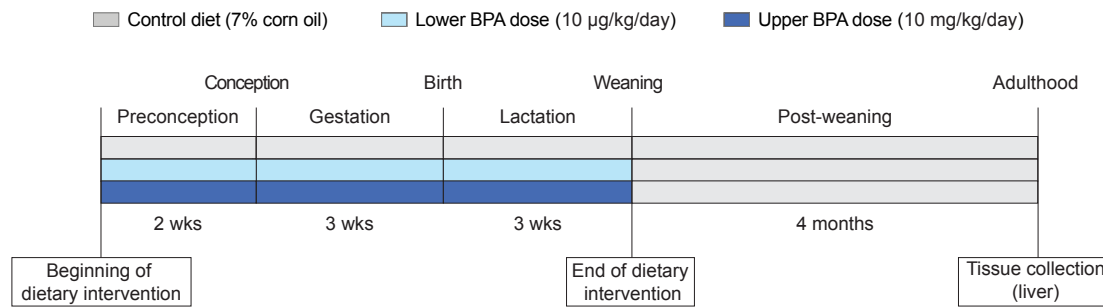 Control diet (7% corn oil) Lower BPA dose (10 µg/kg/day) Upper BPA dose (10 mg/kg/day)
Conception Birth Weaning Adulthood
Preconception Gestation Lactation Post-weaning
2 wks 3 wks 3 wks 4 months
Beginning of
dietary intervention
End of dietary
intervention
Tissue collection
(liver)